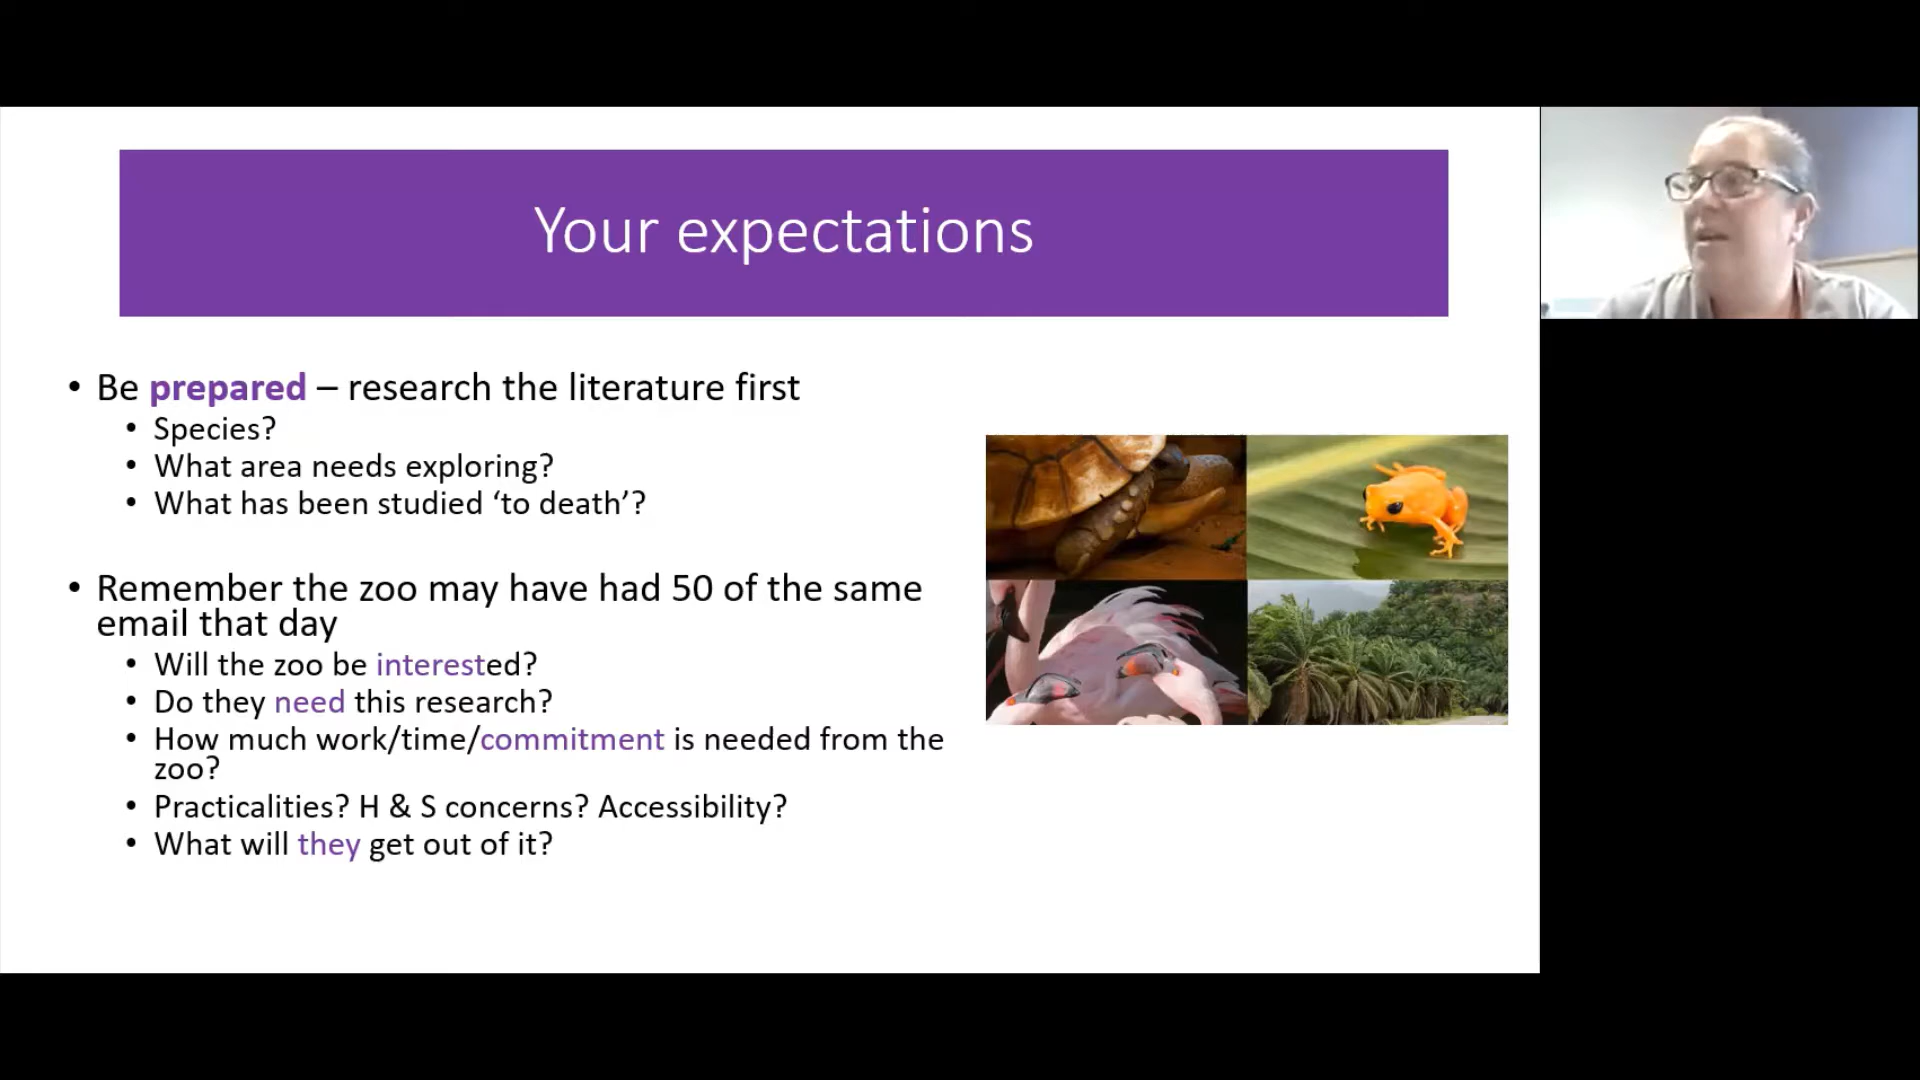 Your expectations
• Be prepared – research the literature first
• Species?
• What area needs exploring?
• What has been studied ‘to death’?
• Remember the zoo may have had 50 of the same
email that day
• Will the zoo be interested?
• Do they need this research?
• How much work/time/commitment is needed from the
zoo?
• Practicalities? H & S concerns? Accessibility?
• What will they get out of it?